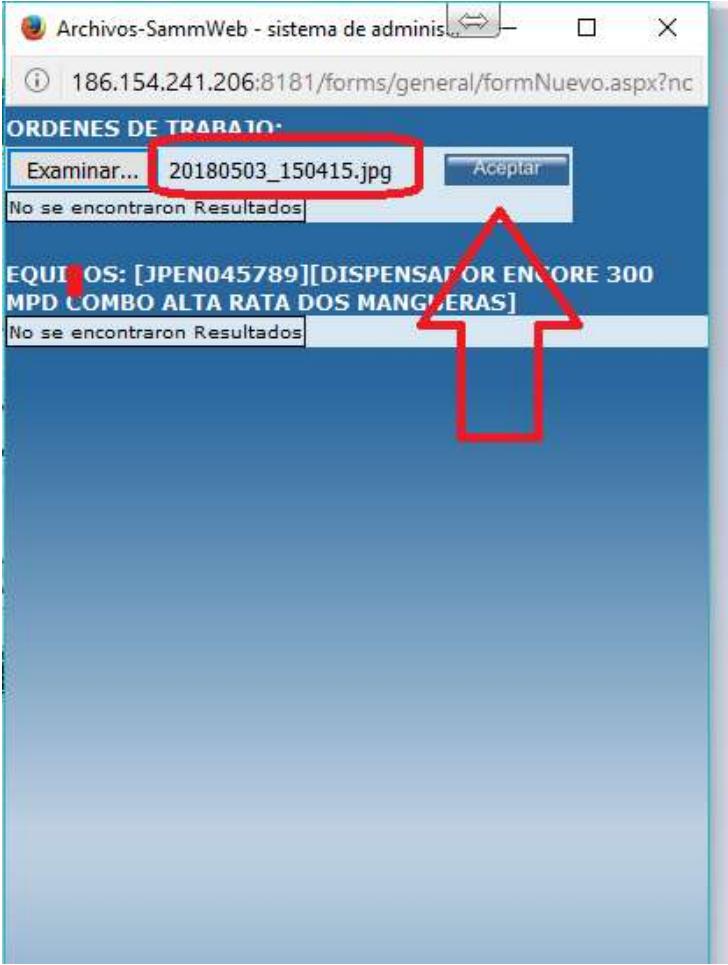 Archivos-SammWeb - sistema de adminis...
186.154.241.206:8181/forms/general/formNuevo.aspx?nc
ORDENES DE TRABAJO:
Examinar... 20180503_150415.jpg Aceptar
No se encontraron Resultados
EQUIPOS: [JPEN045789][DISPENSADOR ENCORE 300
MPD COMBO ALTA RATA DOS MANGUERAS]
No se encontraron Resultados